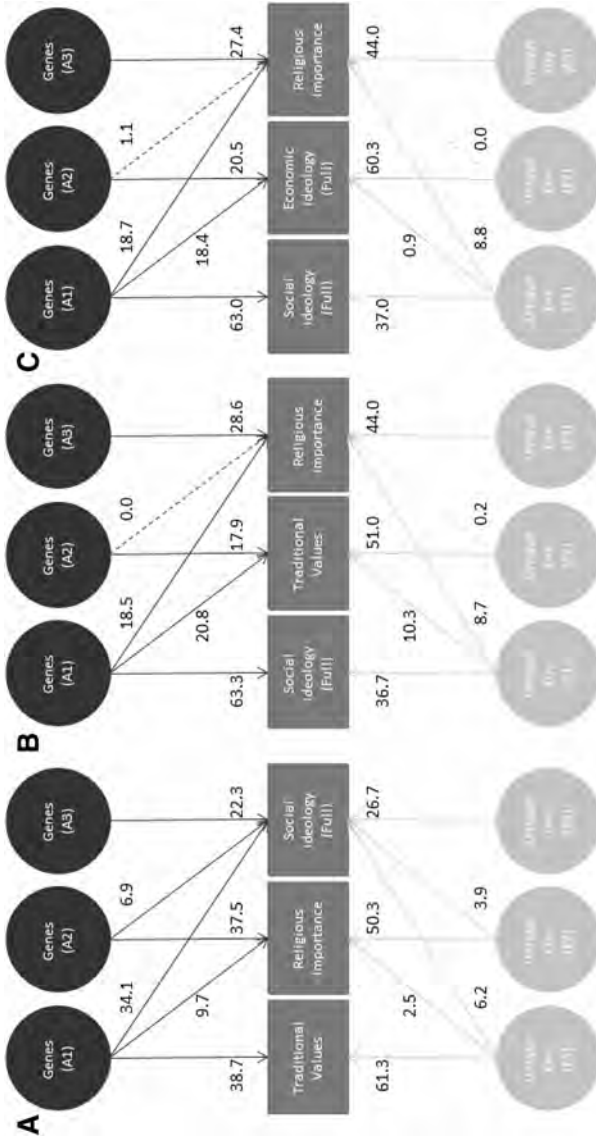 A
Genes
(A1)
Genes
(A2)
Genes
(A3)
34.1
6.9
38.7
9.7
37.5
22.3
Traditional
Values
Religious
Importance
Social
Ideology
(Full)
61.3
2.5
50.3
26.7
6.2
3.9
B
Genes
(A1)
Genes
(A2)
Genes
(A3)
18.5
0.0
63.3
20.8
17.9
28.6
Social
Ideology
(Full)
Traditional
Values
Religious
Importance
36.7
10.3
51.0
44.0
8.7
0.2
C
Genes
(A1)
Genes
(A2)
Genes
(A3)
18.7
1.1
63.0
18.4
20.5
27.4
Social
Ideology
(Full)
Economic
Ideology
(Full)
Religious
Importance
37.0
0.9
60.3
44.0
8.8
0.0